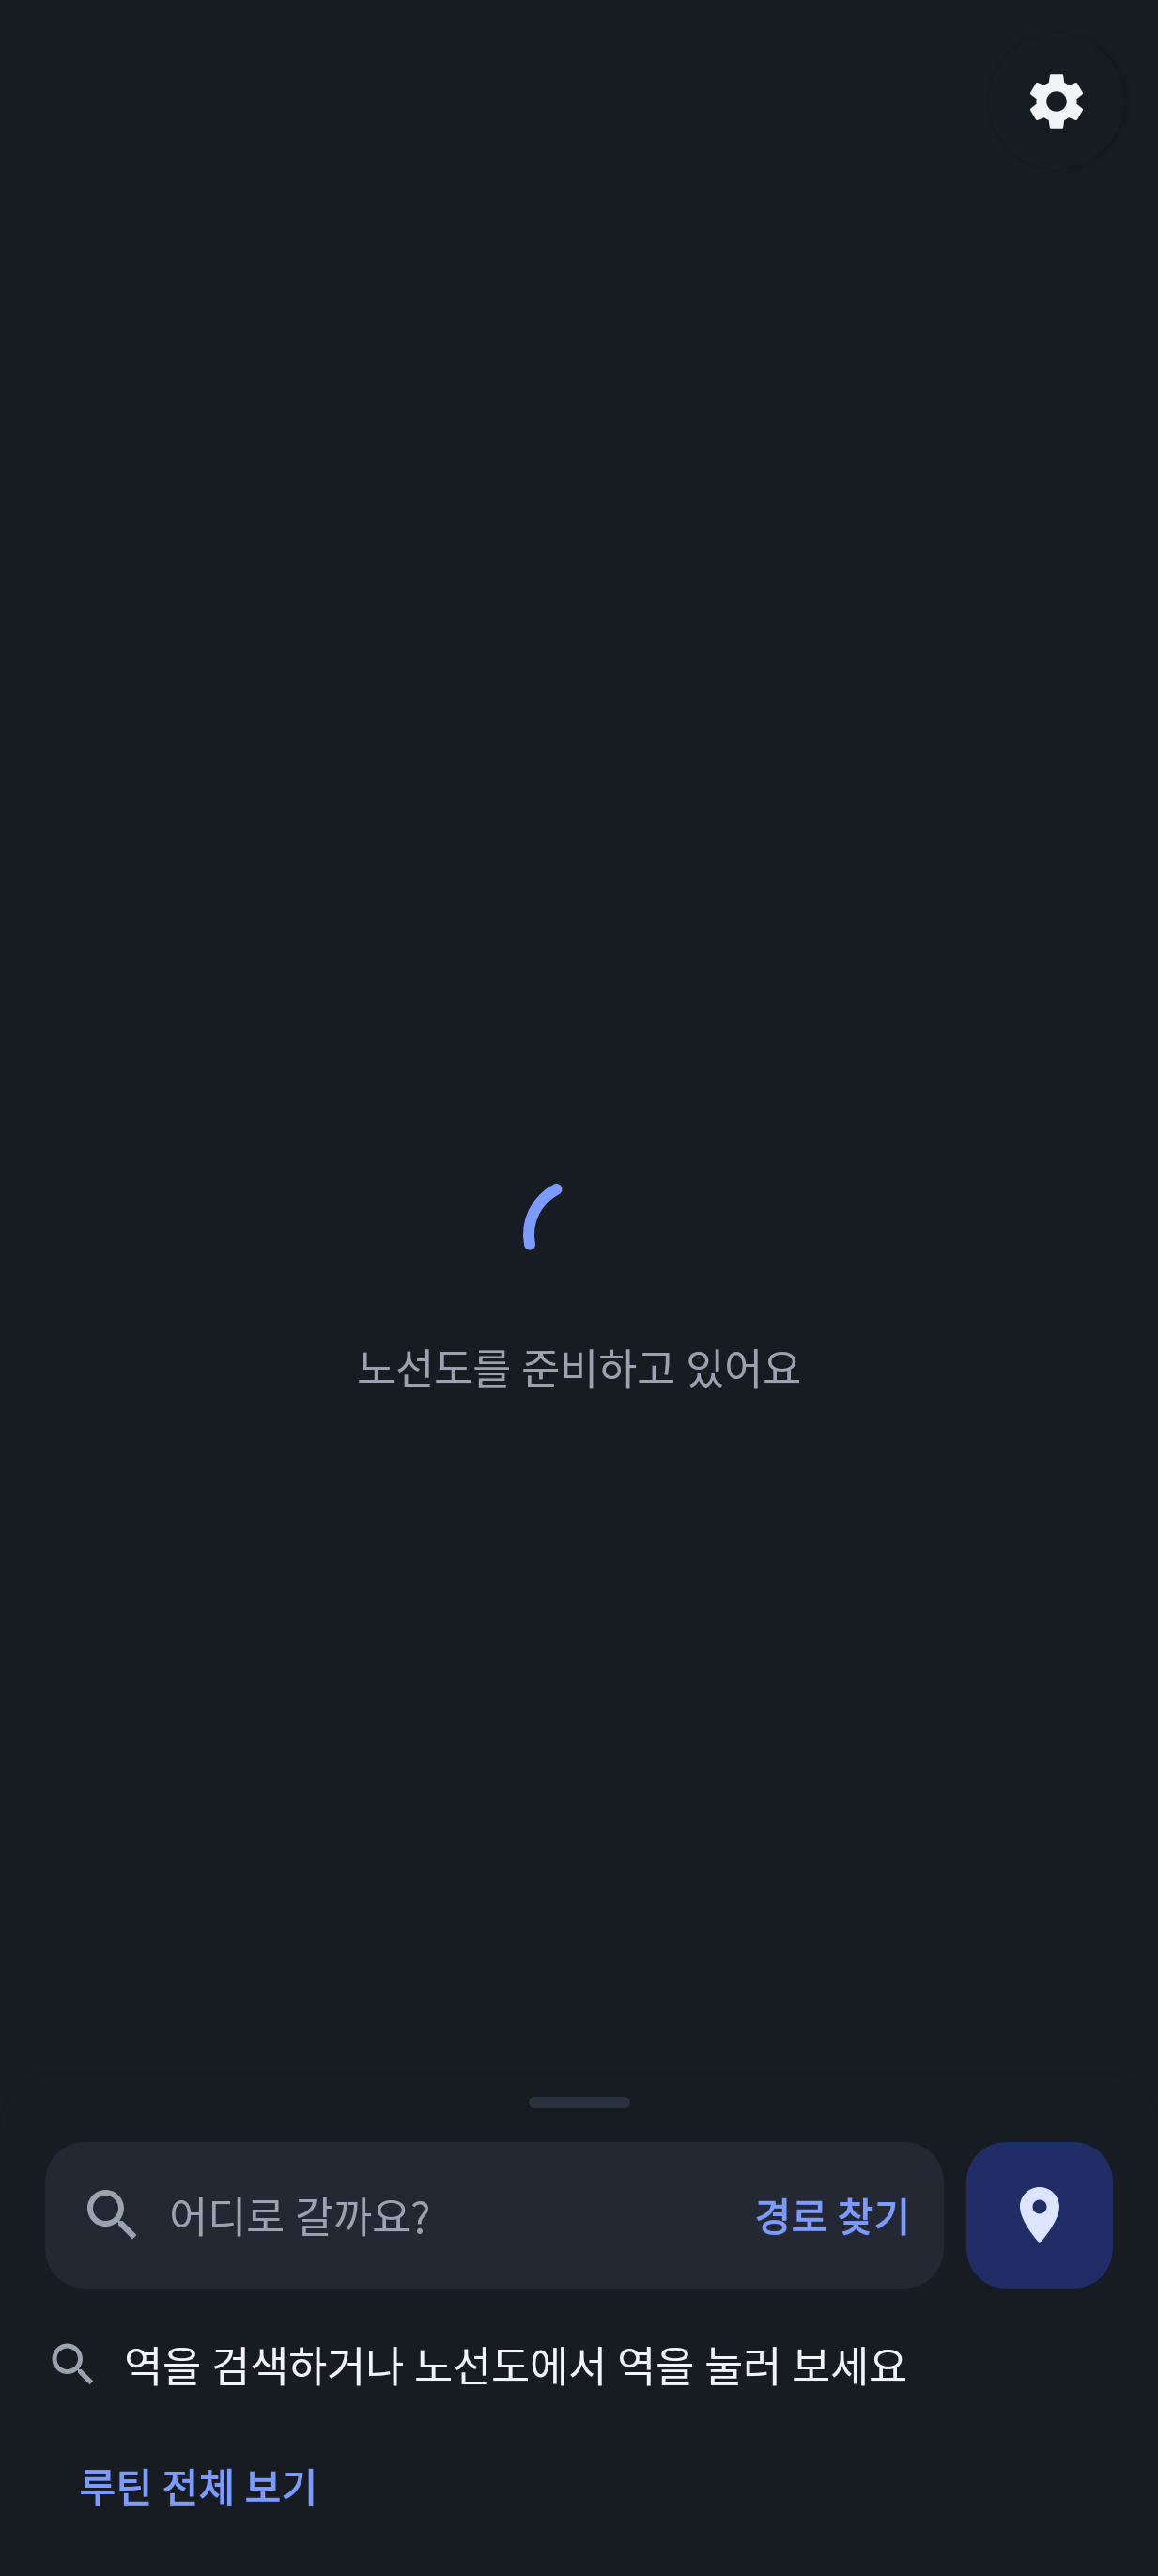 노선도를 준비하고 있어요
어디로 갈까요? 경로 찾기
역을 검색하거나 노선도에서 역을 눌러 보세요
루틴 전체 보기